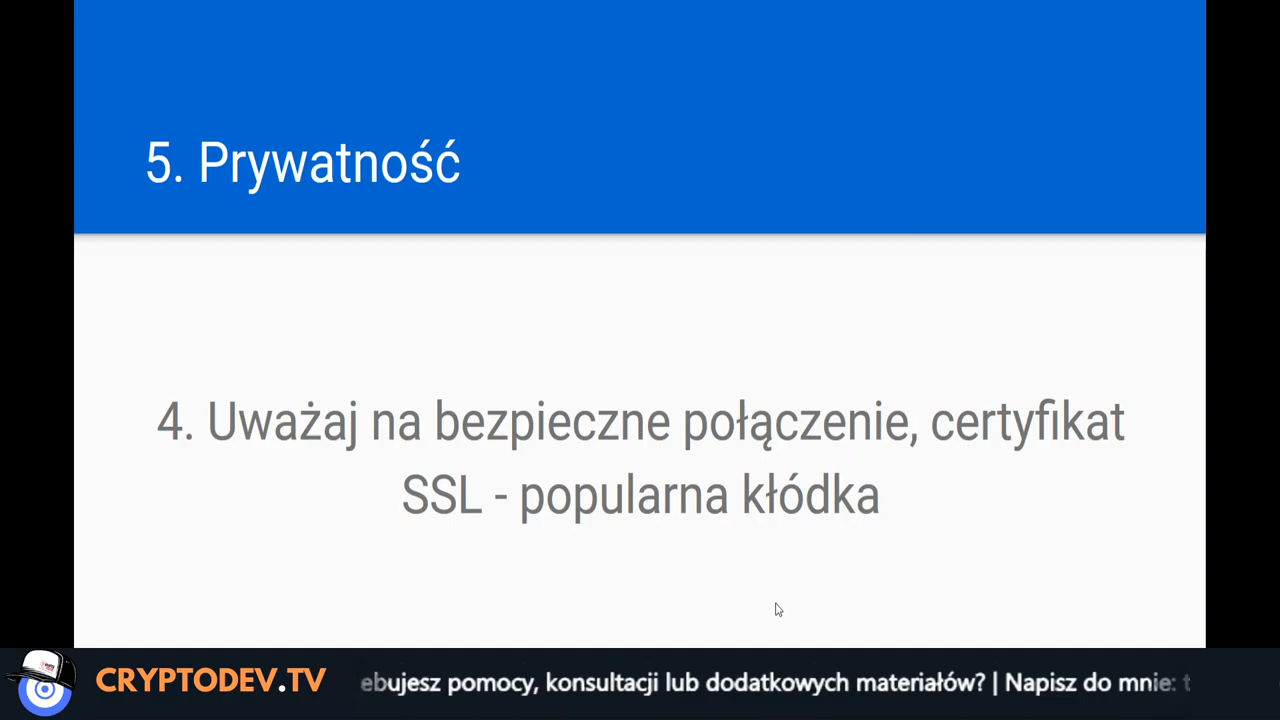 5. Prywatność
4. Uważaj na bezpieczne połączenie, certyfikat
SSL - popularna kłódka
CRYPTODEV.TV
ebujesz pomocy, konsultacji lub dodatkowych materiałów? | Napisz do mnie: t